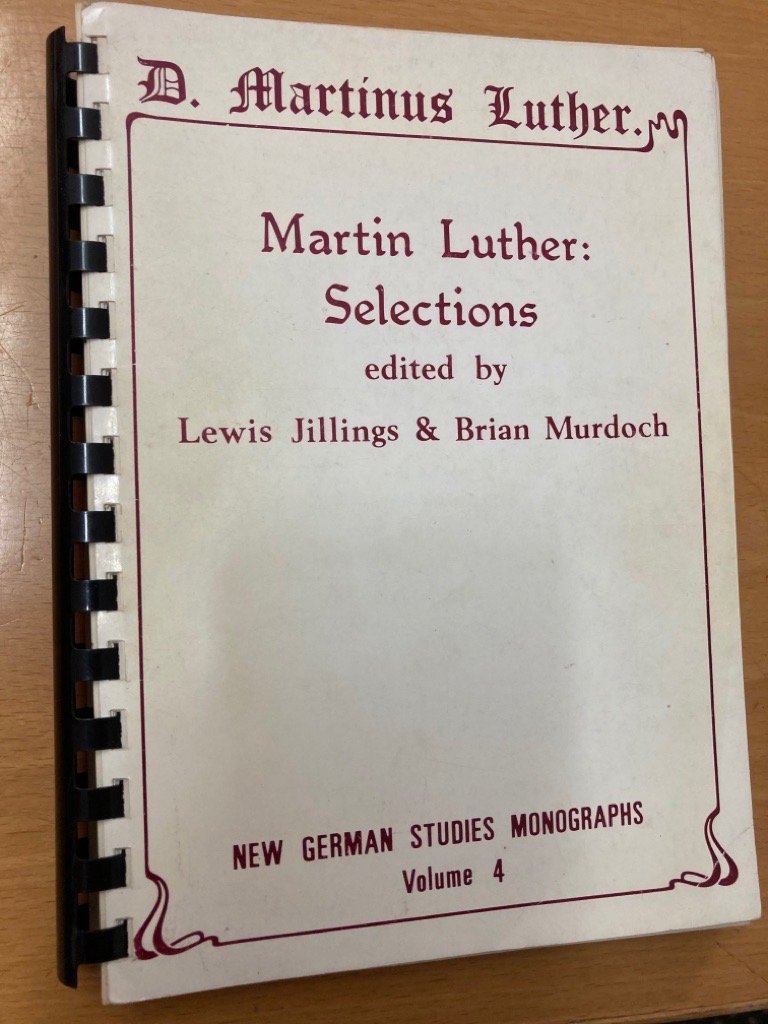 D. Martinus Luther.
Martin Luther:
Selections
edited by
Lewis Jillings & Brian Murdoch
NEW GERMAN STUDIES MONOGRAPHS
Volume 4